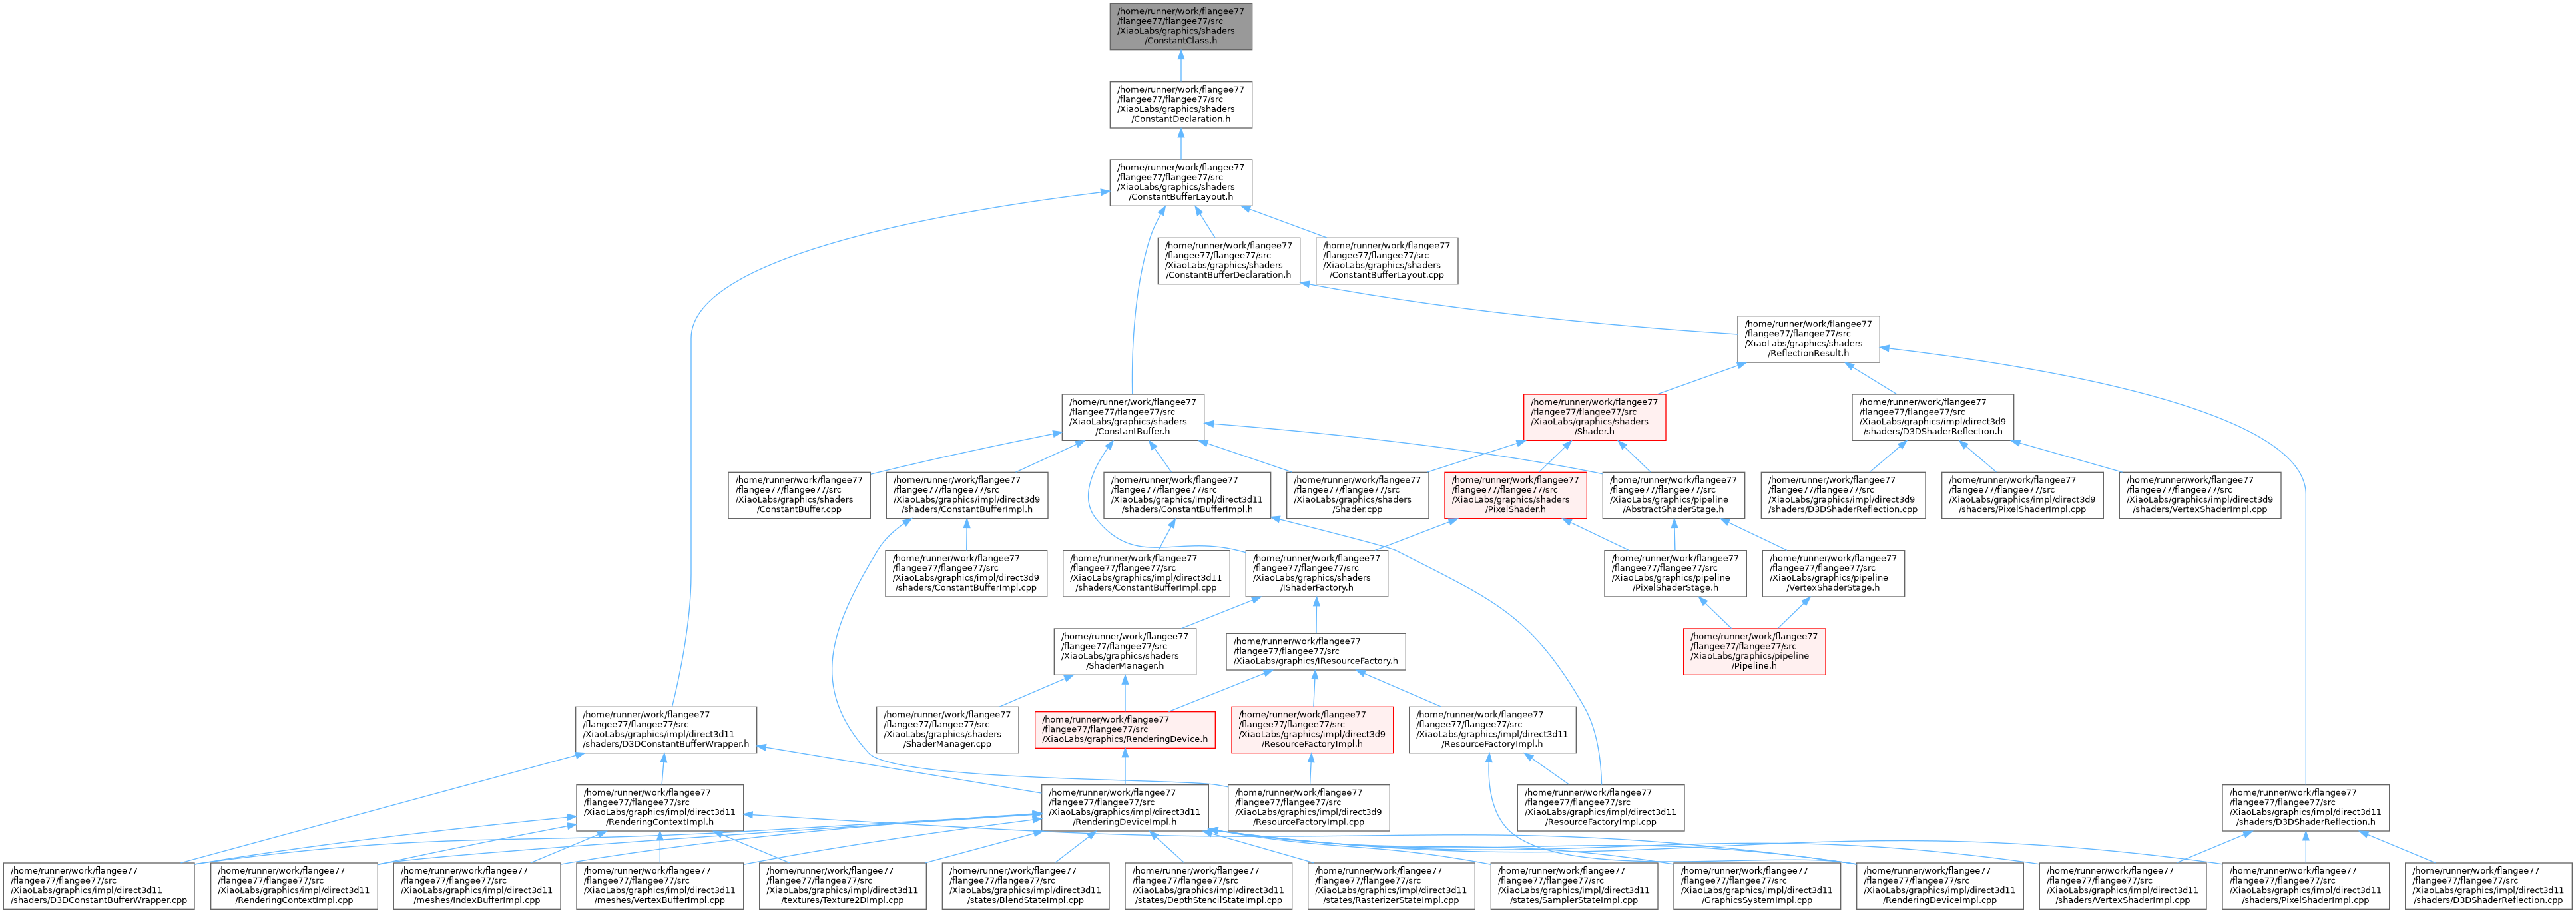 /home/runner/work/flangee77
/flangee77/flangee77/src
/XiaoLabs/graphics/shaders
/ConstantClass.h
/home/runner/work/flangee77
/flangee77/flangee77/src
/XiaoLabs/graphics/shaders
/ConstantDeclaration.h
/home/runner/work/flangee77
/flangee77/flangee77/src
/XiaoLabs/graphics/shaders
/ConstantBufferLayout.h
/home/runner/work/flangee77
/flangee77/flangee77/src
/XiaoLabs/graphics/shaders
/ConstantBufferDeclaration.h
/home/runner/work/flangee77
/flangee77/flangee77/src
/XiaoLabs/graphics/shaders
/ConstantBufferLayout.cpp
/home/runner/work/flangee77
/flangee77/flangee77/src
/XiaoLabs/graphics/shaders
/ReflectionResult.h
/home/runner/work/flangee77
/flangee77/flangee77/src
/XiaoLabs/graphics/shaders
/ConstantBuffer.h
/home/runner/work/flangee77
/flangee77/flangee77/src
/XiaoLabs/graphics/shaders
/Shader.h
/home/runner/work/flangee77
/flangee77/flangee77/src
/XiaoLabs/graphics/impl/direct3d9
/shaders/D3DShaderReflection.h
/home/runner/work/flangee77
/flangee77/flangee77/src
/XiaoLabs/graphics/shaders
/ConstantBuffer.cpp
/home/runner/work/flangee77
/flangee77/flangee77/src
/XiaoLabs/graphics/impl/direct3d9
/shaders/ConstantBufferImpl.h
/home/runner/work/flangee77
/flangee77/flangee77/src
/XiaoLabs/graphics/impl/direct3d11
/shaders/ConstantBufferImpl.h
/home/runner/work/flangee77
/flangee77/flangee77/src
/XiaoLabs/graphics/shaders
/Shader.cpp
/home/runner/work/flangee77
/flangee77/flangee77/src
/XiaoLabs/graphics/shaders
/PixelShader.h
/home/runner/work/flangee77
/flangee77/flangee77/src
/XiaoLabs/graphics/pipeline
/AbstractShaderStage.h
/home/runner/work/flangee77
/flangee77/flangee77/src
/XiaoLabs/graphics/impl/direct3d9
/shaders/D3DShaderReflection.cpp
/home/runner/work/flangee77
/flangee77/flangee77/src
/XiaoLabs/graphics/impl/direct3d9
/shaders/PixelShaderImpl.cpp
/home/runner/work/flangee77
/flangee77/flangee77/src
/XiaoLabs/graphics/impl/direct3d9
/shaders/VertexShaderImpl.cpp
/home/runner/work/flangee77
/flangee77/flangee77/src
/XiaoLabs/graphics/impl/direct3d9
/shaders/ConstantBufferImpl.cpp
/home/runner/work/flangee77
/flangee77/flangee77/src
/XiaoLabs/graphics/impl/direct3d11
/shaders/ConstantBufferImpl.cpp
/home/runner/work/flangee77
/flangee77/flangee77/src
/XiaoLabs/graphics/shaders
/IShaderFactory.h
/home/runner/work/flangee77
/flangee77/flangee77/src
/XiaoLabs/graphics/pipeline
/PixelShaderStage.h
/home/runner/work/flangee77
/flangee77/flangee77/src
/XiaoLabs/graphics/pipeline
/VertexShaderStage.h
/home/runner/work/flangee77
/flangee77/flangee77/src
/XiaoLabs/graphics/shaders
/ShaderManager.h
/home/runner/work/flangee77
/flangee77/flangee77/src
/XiaoLabs/graphics/IResourceFactory.h
/home/runner/work/flangee77
/flangee77/flangee77/src
/XiaoLabs/graphics/pipeline
/Pipeline.h
/home/runner/work/flangee77
/flangee77/flangee77/src
/XiaoLabs/graphics/impl/direct3d11
/shaders/D3DConstantBufferWrapper.h
/home/runner/work/flangee77
/flangee77/flangee77/src
/XiaoLabs/graphics/shaders
/ShaderManager.cpp
/home/runner/work/flangee77
/flangee77/flangee77/src
/XiaoLabs/graphics/RenderingDevice.h
/home/runner/work/flangee77
/flangee77/flangee77/src
/XiaoLabs/graphics/impl/direct3d9
/ResourceFactoryImpl.h
/home/runner/work/flangee77
/flangee77/flangee77/src
/XiaoLabs/graphics/impl/direct3d11
/ResourceFactoryImpl.h
/home/runner/work/flangee77
/flangee77/flangee77/src
/XiaoLabs/graphics/impl/direct3d11
/RenderingContextImpl.h
/home/runner/work/flangee77
/flangee77/flangee77/src
/XiaoLabs/graphics/impl/direct3d11
/RenderingDeviceImpl.h
/home/runner/work/flangee77
/flangee77/flangee77/src
/XiaoLabs/graphics/impl/direct3d9
/ResourceFactoryImpl.cpp
/home/runner/work/flangee77
/flangee77/flangee77/src
/XiaoLabs/graphics/impl/direct3d11
/ResourceFactoryImpl.cpp
/home/runner/work/flangee77
/flangee77/flangee77/src
/XiaoLabs/graphics/impl/direct3d11
/shaders/D3DShaderReflection.h
/home/runner/work/flangee77
/flangee77/flangee77/src
/XiaoLabs/graphics/impl/direct3d11
/shaders/D3DConstantBufferWrapper.cpp
/home/runner/work/flangee77
/flangee77/flangee77/src
/XiaoLabs/graphics/impl/direct3d11
/RenderingContextImpl.cpp
/home/runner/work/flangee77
/flangee77/flangee77/src
/XiaoLabs/graphics/impl/direct3d11
/meshes/IndexBufferImpl.cpp
/home/runner/work/flangee77
/flangee77/flangee77/src
/XiaoLabs/graphics/impl/direct3d11
/meshes/VertexBufferImpl.cpp
/home/runner/work/flangee77
/flangee77/flangee77/src
/XiaoLabs/graphics/impl/direct3d11
/textures/Texture2DImpl.cpp
/home/runner/work/flangee77
/flangee77/flangee77/src
/XiaoLabs/graphics/impl/direct3d11
/states/BlendStateImpl.cpp
/home/runner/work/flangee77
/flangee77/flangee77/src
/XiaoLabs/graphics/impl/direct3d11
/states/DepthStencilStateImpl.cpp
/home/runner/work/flangee77
/flangee77/flangee77/src
/XiaoLabs/graphics/impl/direct3d11
/states/RasterizerStateImpl.cpp
/home/runner/work/flangee77
/flangee77/flangee77/src
/XiaoLabs/graphics/impl/direct3d11
/states/SamplerStateImpl.cpp
/home/runner/work/flangee77
/flangee77/flangee77/src
/XiaoLabs/graphics/impl/direct3d11
/GraphicsSystemImpl.cpp
/home/runner/work/flangee77
/flangee77/flangee77/src
/XiaoLabs/graphics/impl/direct3d11
/RenderingDeviceImpl.cpp
/home/runner/work/flangee77
/flangee77/flangee77/src
/XiaoLabs/graphics/impl/direct3d11
/shaders/VertexShaderImpl.cpp
/home/runner/work/flangee77
/flangee77/flangee77/src
/XiaoLabs/graphics/impl/direct3d11
/shaders/PixelShaderImpl.cpp
/home/runner/work/flangee77
/flangee77/flangee77/src
/XiaoLabs/graphics/impl/direct3d11
/shaders/D3DShaderReflection.cpp